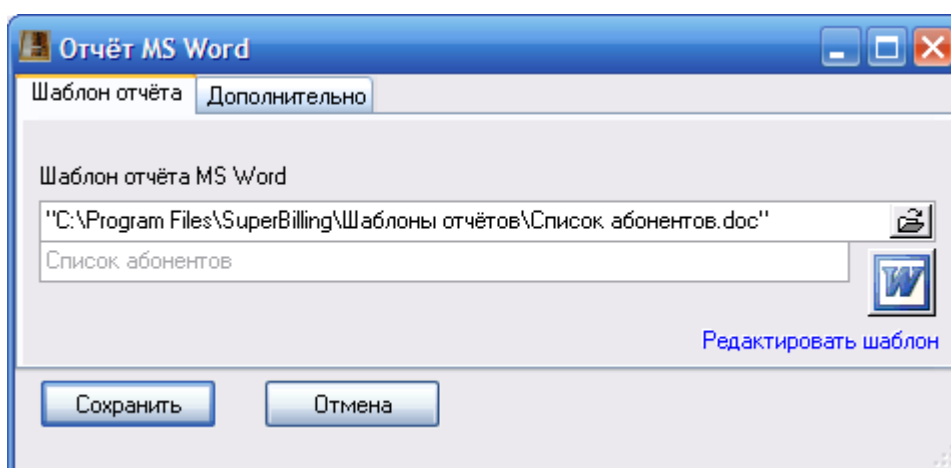 Отчёт MS Word
Шаблон отчёта Дополнительно
Шаблон отчёта MS Word
"C:\Program Files\SuperBilling\Шаблоны отчётов\Список абонентов.doc"
Список абонентов
W
Редактировать шаблон
Сохранить Отмена